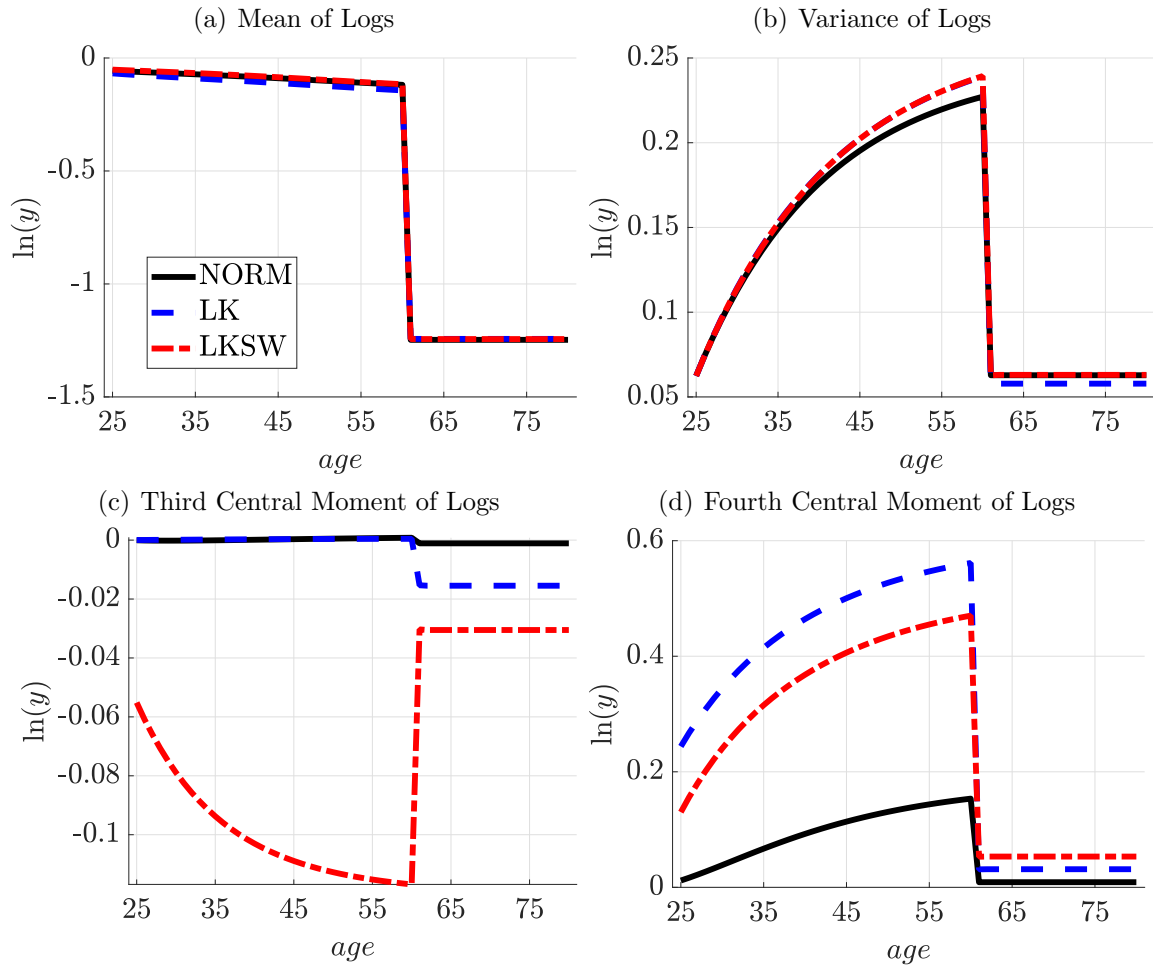 (a) Mean of Logs
(b) Variance of Logs
0
-0.5
-1
-1.5
ln(y)
NORM
LK
LKSW
25 35 45 55 65 75
age
0.25
0.2
0.15
0.1
0.05
ln(y)
25 35 45 55 65 75
age
(c) Third Central Moment of Logs
(d) Fourth Central Moment of Logs
0
-0.02
-0.04
-0.06
-0.08
-0.1
ln(y)
25 35 45 55 65 75
age
0.6
0.4
0.2
0
ln(y)
25 35 45 55 65 75
age